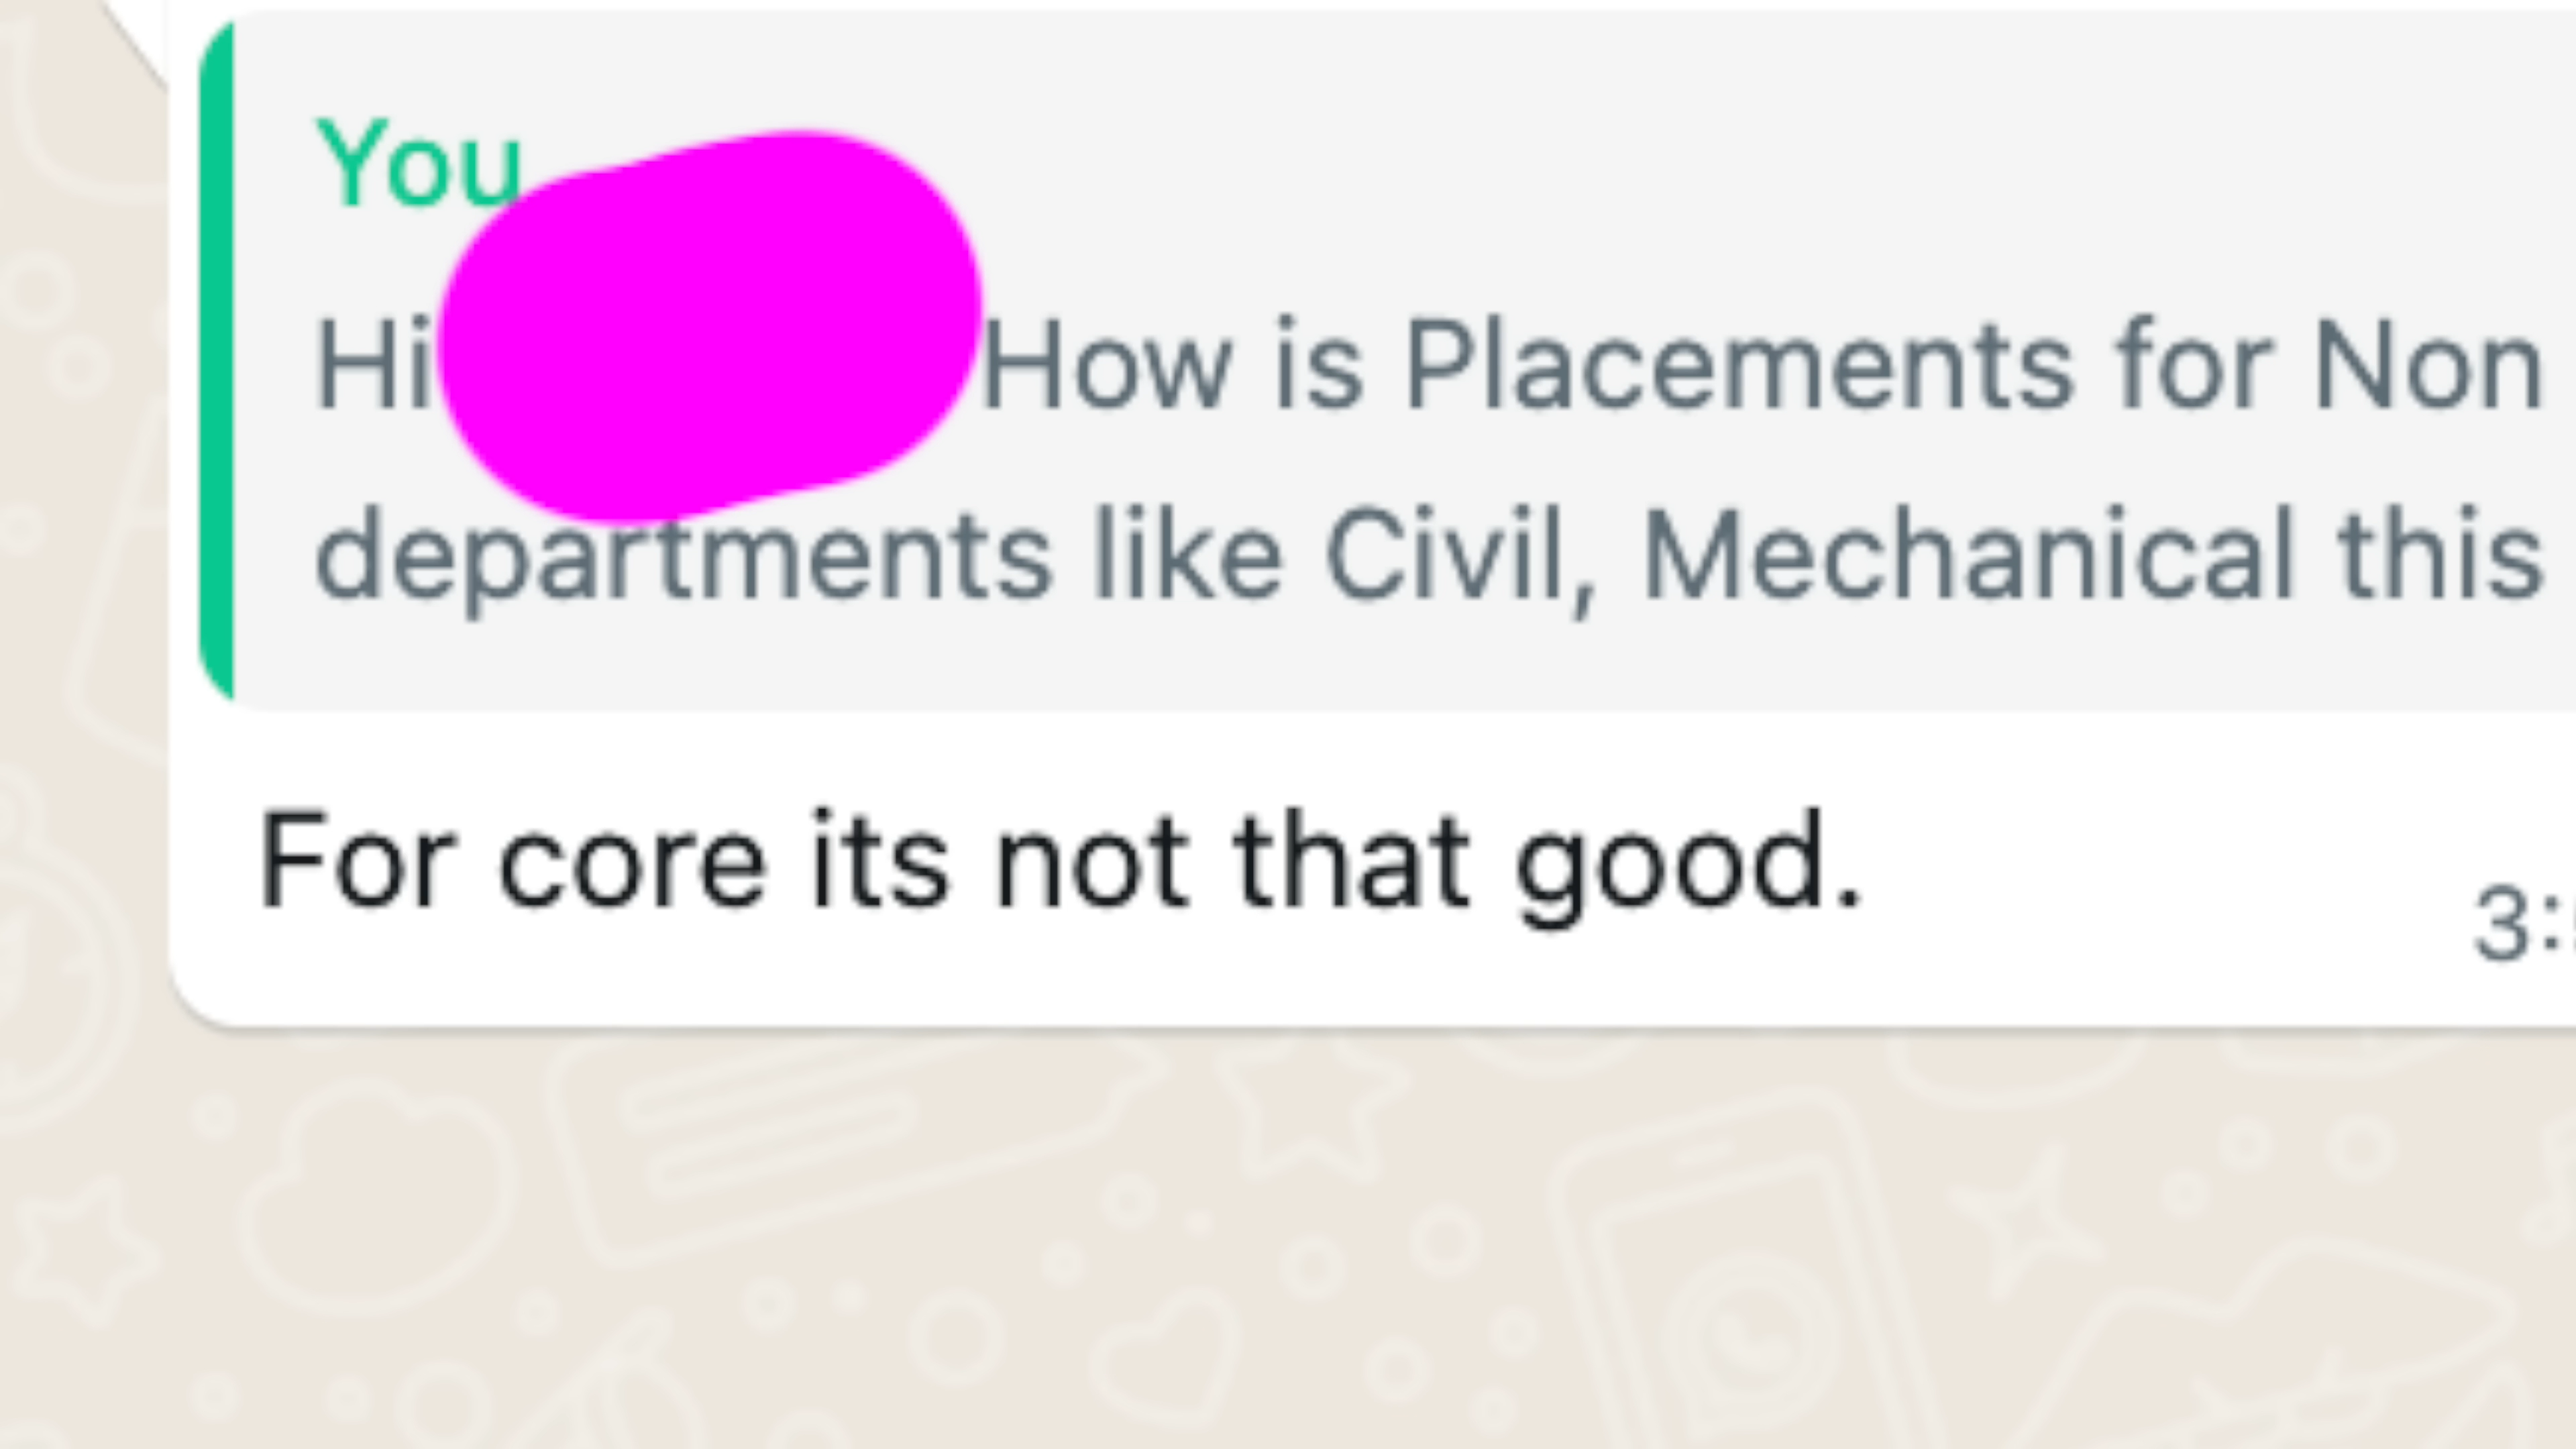 You
Hi How is Placements for Non
departments like Civil, Mechanical this
For core its not that good.
3: